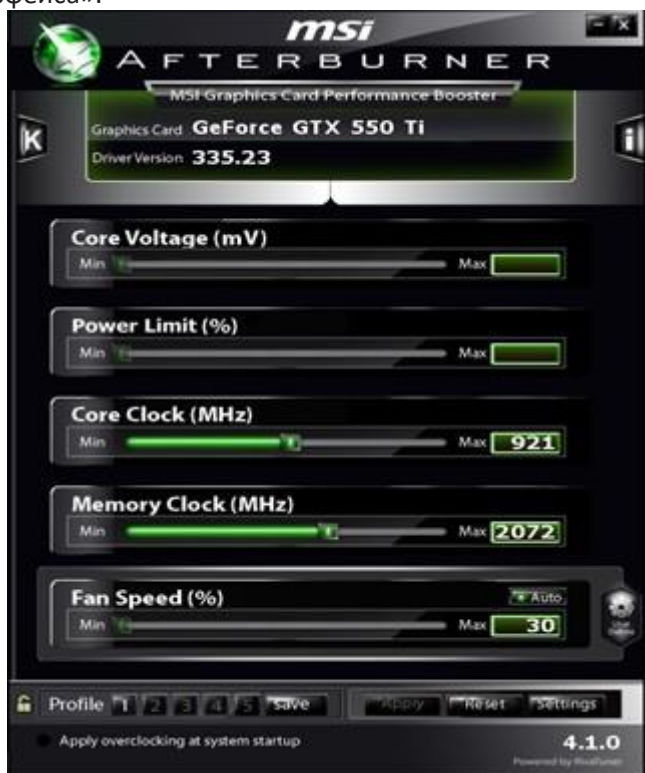 msi
AFTERBURNER
MSI Graphics Card Performance Booster
K
i
Graphics Card GeForce GTX 550 Ti
Driver Version 335.23
Core Voltage (mV)
Min Max
Power Limit (%)
Min Max
Core Clock (MHz)
Min Max 921
Memory Clock (MHz)
Min Max 2072
Fan Speed (%)
Auto
Min Max 30
Profile 1 2 3 4 5 Save Apply Reset Settings
Apply overclocking at system startup
4.1.0
Powered by RivaTuner